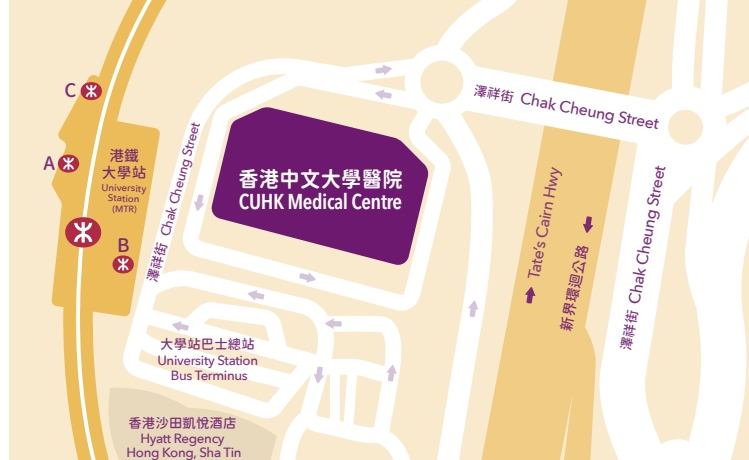 C
A
港鐵
大學站
University
Station
(MTR)
B
澤祥街 Chak Cheung Street
香港中文大學醫院
CUHK Medical Centre
澤祥街 Chak Cheung Street
Tate's Cairn Hwy
新界環迴公路
澤祥街 Chak Cheung Street
大學站巴士總站
University Station
Bus Terminus
香港沙田凱悅酒店
Hyatt Regency
Hong Kong, Sha Tin